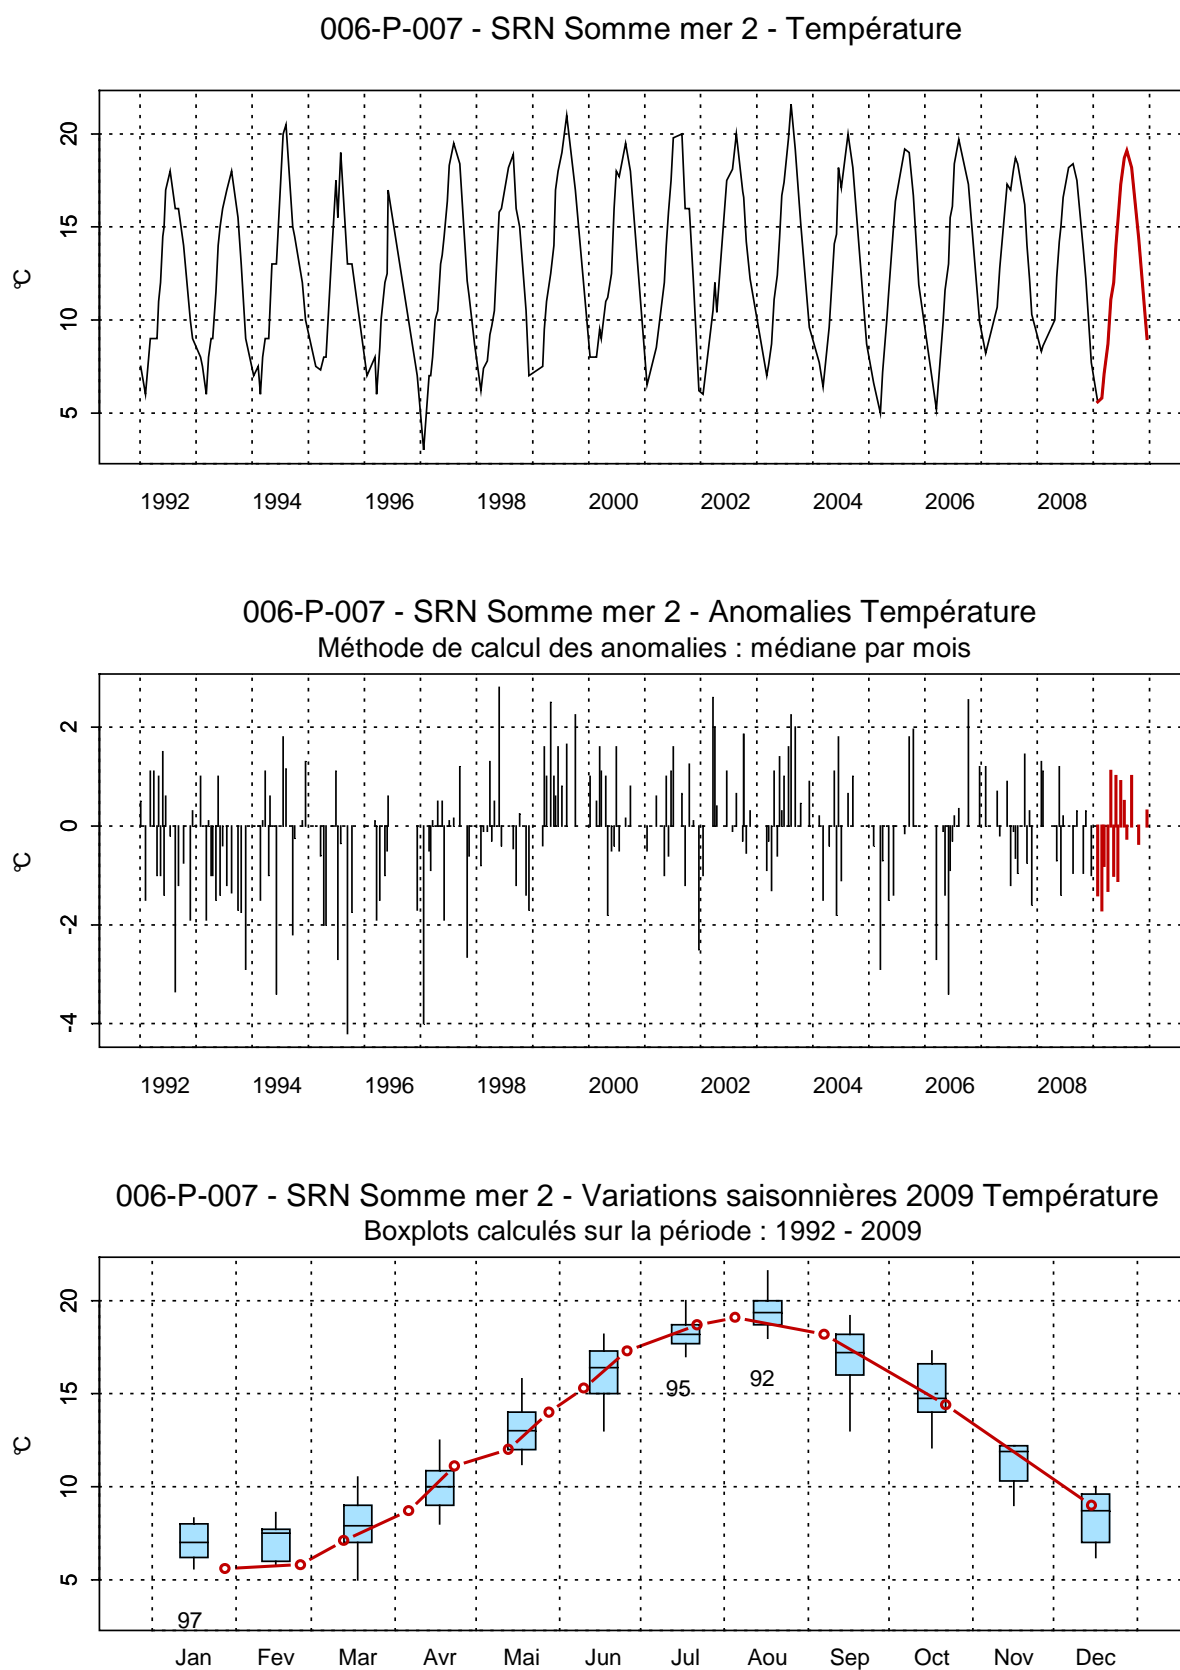 006-P-007 - SRN Somme mer 2 - Température
°C
20
15
10
5
1992 1994 1996 1998 2000 2002 2004 2006 2008
006-P-007 - SRN Somme mer 2 - Anomalies Température
Méthode de calcul des anomalies : médiane par mois
°C
2
0
-2
-4
1992 1994 1996 1998 2000 2002 2004 2006 2008
006-P-007 - SRN Somme mer 2 - Variations saisonnières 2009 Température
Boxplots calculés sur la période : 1992 - 2009
°C
20
15
10
5
95
92
97
Jan Fev Mar Avr Mai Jun Jul Aou Sep Oct Nov Dec